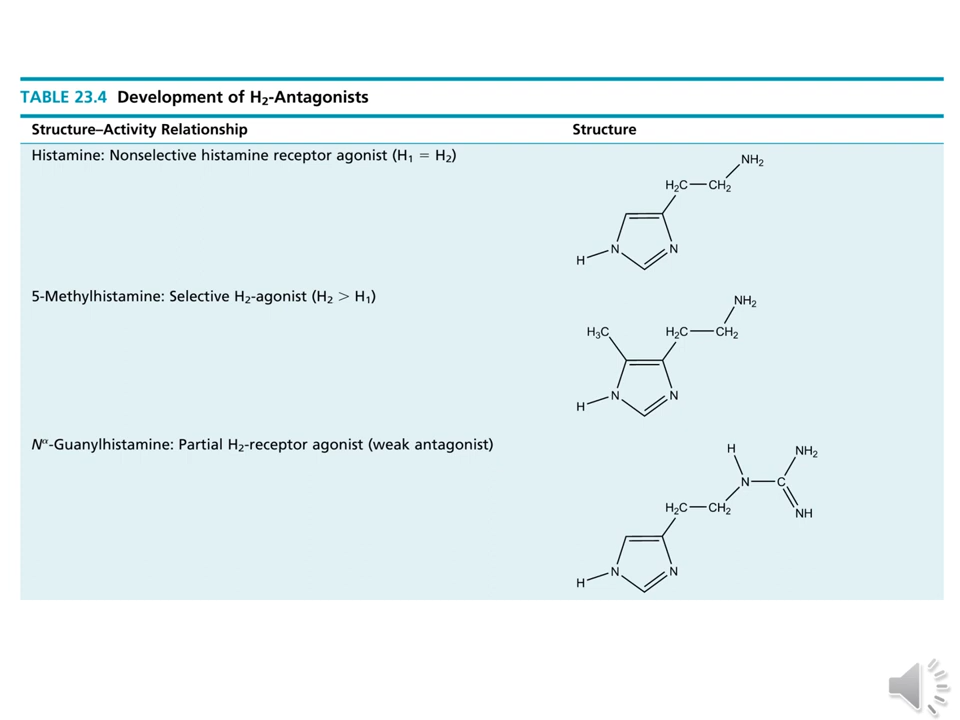 TABLE 23.4 Development of H₂-Antagonists
Structure–Activity Relationship Structure
Histamine: Nonselective histamine receptor agonist (H₁ = H₂)
NH₂
H₂C CH₂
N N
H
5-Methylhistamine: Selective H₂-agonist (H₂ > H₁)
NH₂
H₃C H₂C CH₂
N N
H
Nᵅ-Guanylhistamine: Partial H₂-receptor agonist (weak antagonist)
H NH₂
N C
H₂C CH₂ NH
N N
H